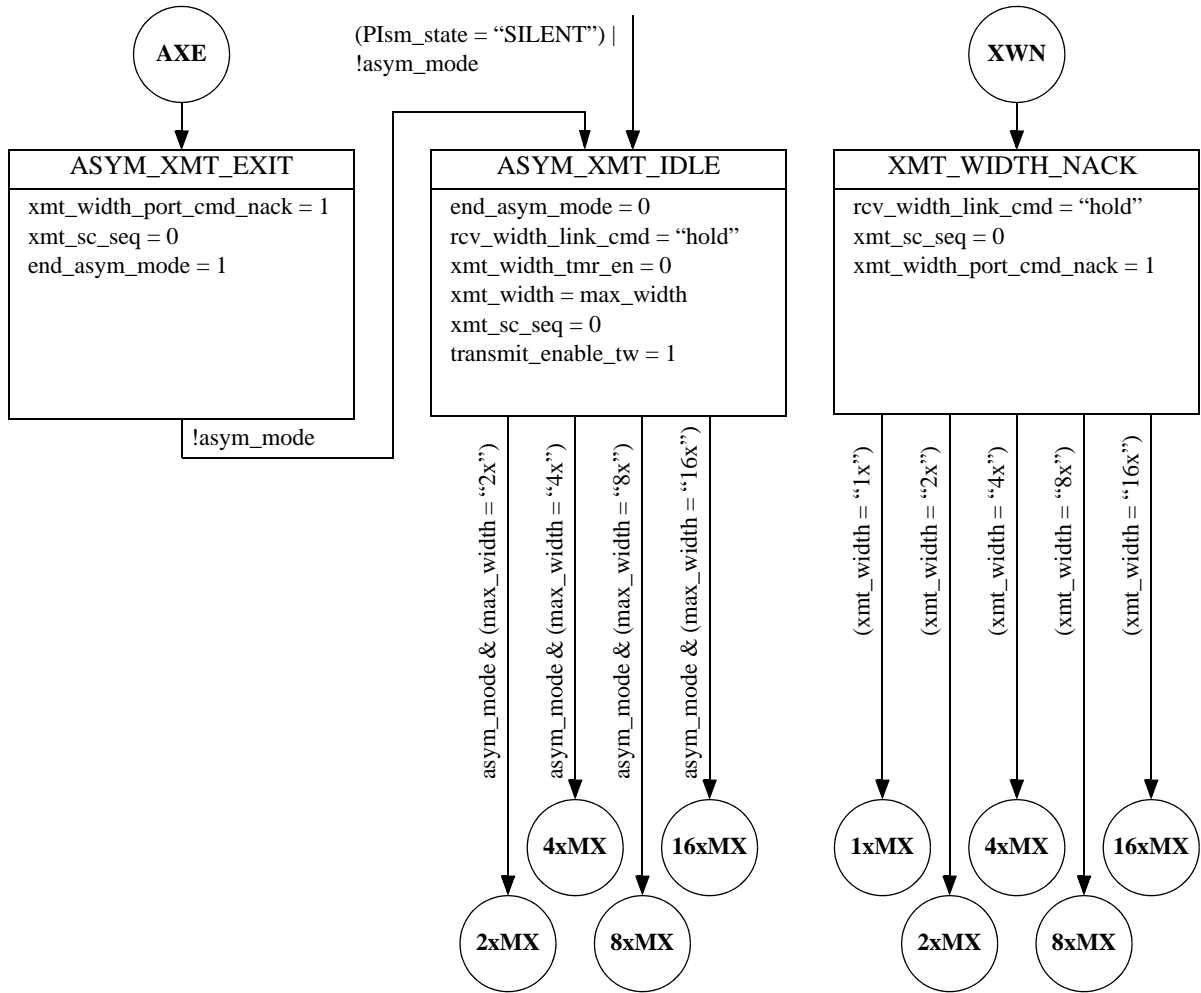 AXE
(PIsm_state = “SILENT”) |
!asym_mode
XWN
ASYM_XMT_EXIT
xmt_width_port_cmd_nack = 1
xmt_sc_seq = 0
end_asym_mode = 1
!asym_mode
ASYM_XMT_IDLE
end_asym_mode = 0
rcv_width_link_cmd = “hold”
xmt_width_tmr_en = 0
xmt_width = max_width
xmt_sc_seq = 0
transmit_enable_tw = 1
asym_mode & (max_width = “2x”)
asym_mode & (max_width = “4x”)
asym_mode & (max_width = “8x”)
asym_mode & (max_width = “16x”)
4xMX
16xMX
2xMX
8xMX
XMT_WIDTH_NACK
rcv_width_link_cmd = “hold”
xmt_sc_seq = 0
xmt_width_port_cmd_nack = 1
(xmt_width = “1x”)
(xmt_width = “2x”)
(xmt_width = “4x”)
(xmt_width = “8x”)
(xmt_width = “16x”)
1xMX
4xMX
16xMX
2xMX
8xMX